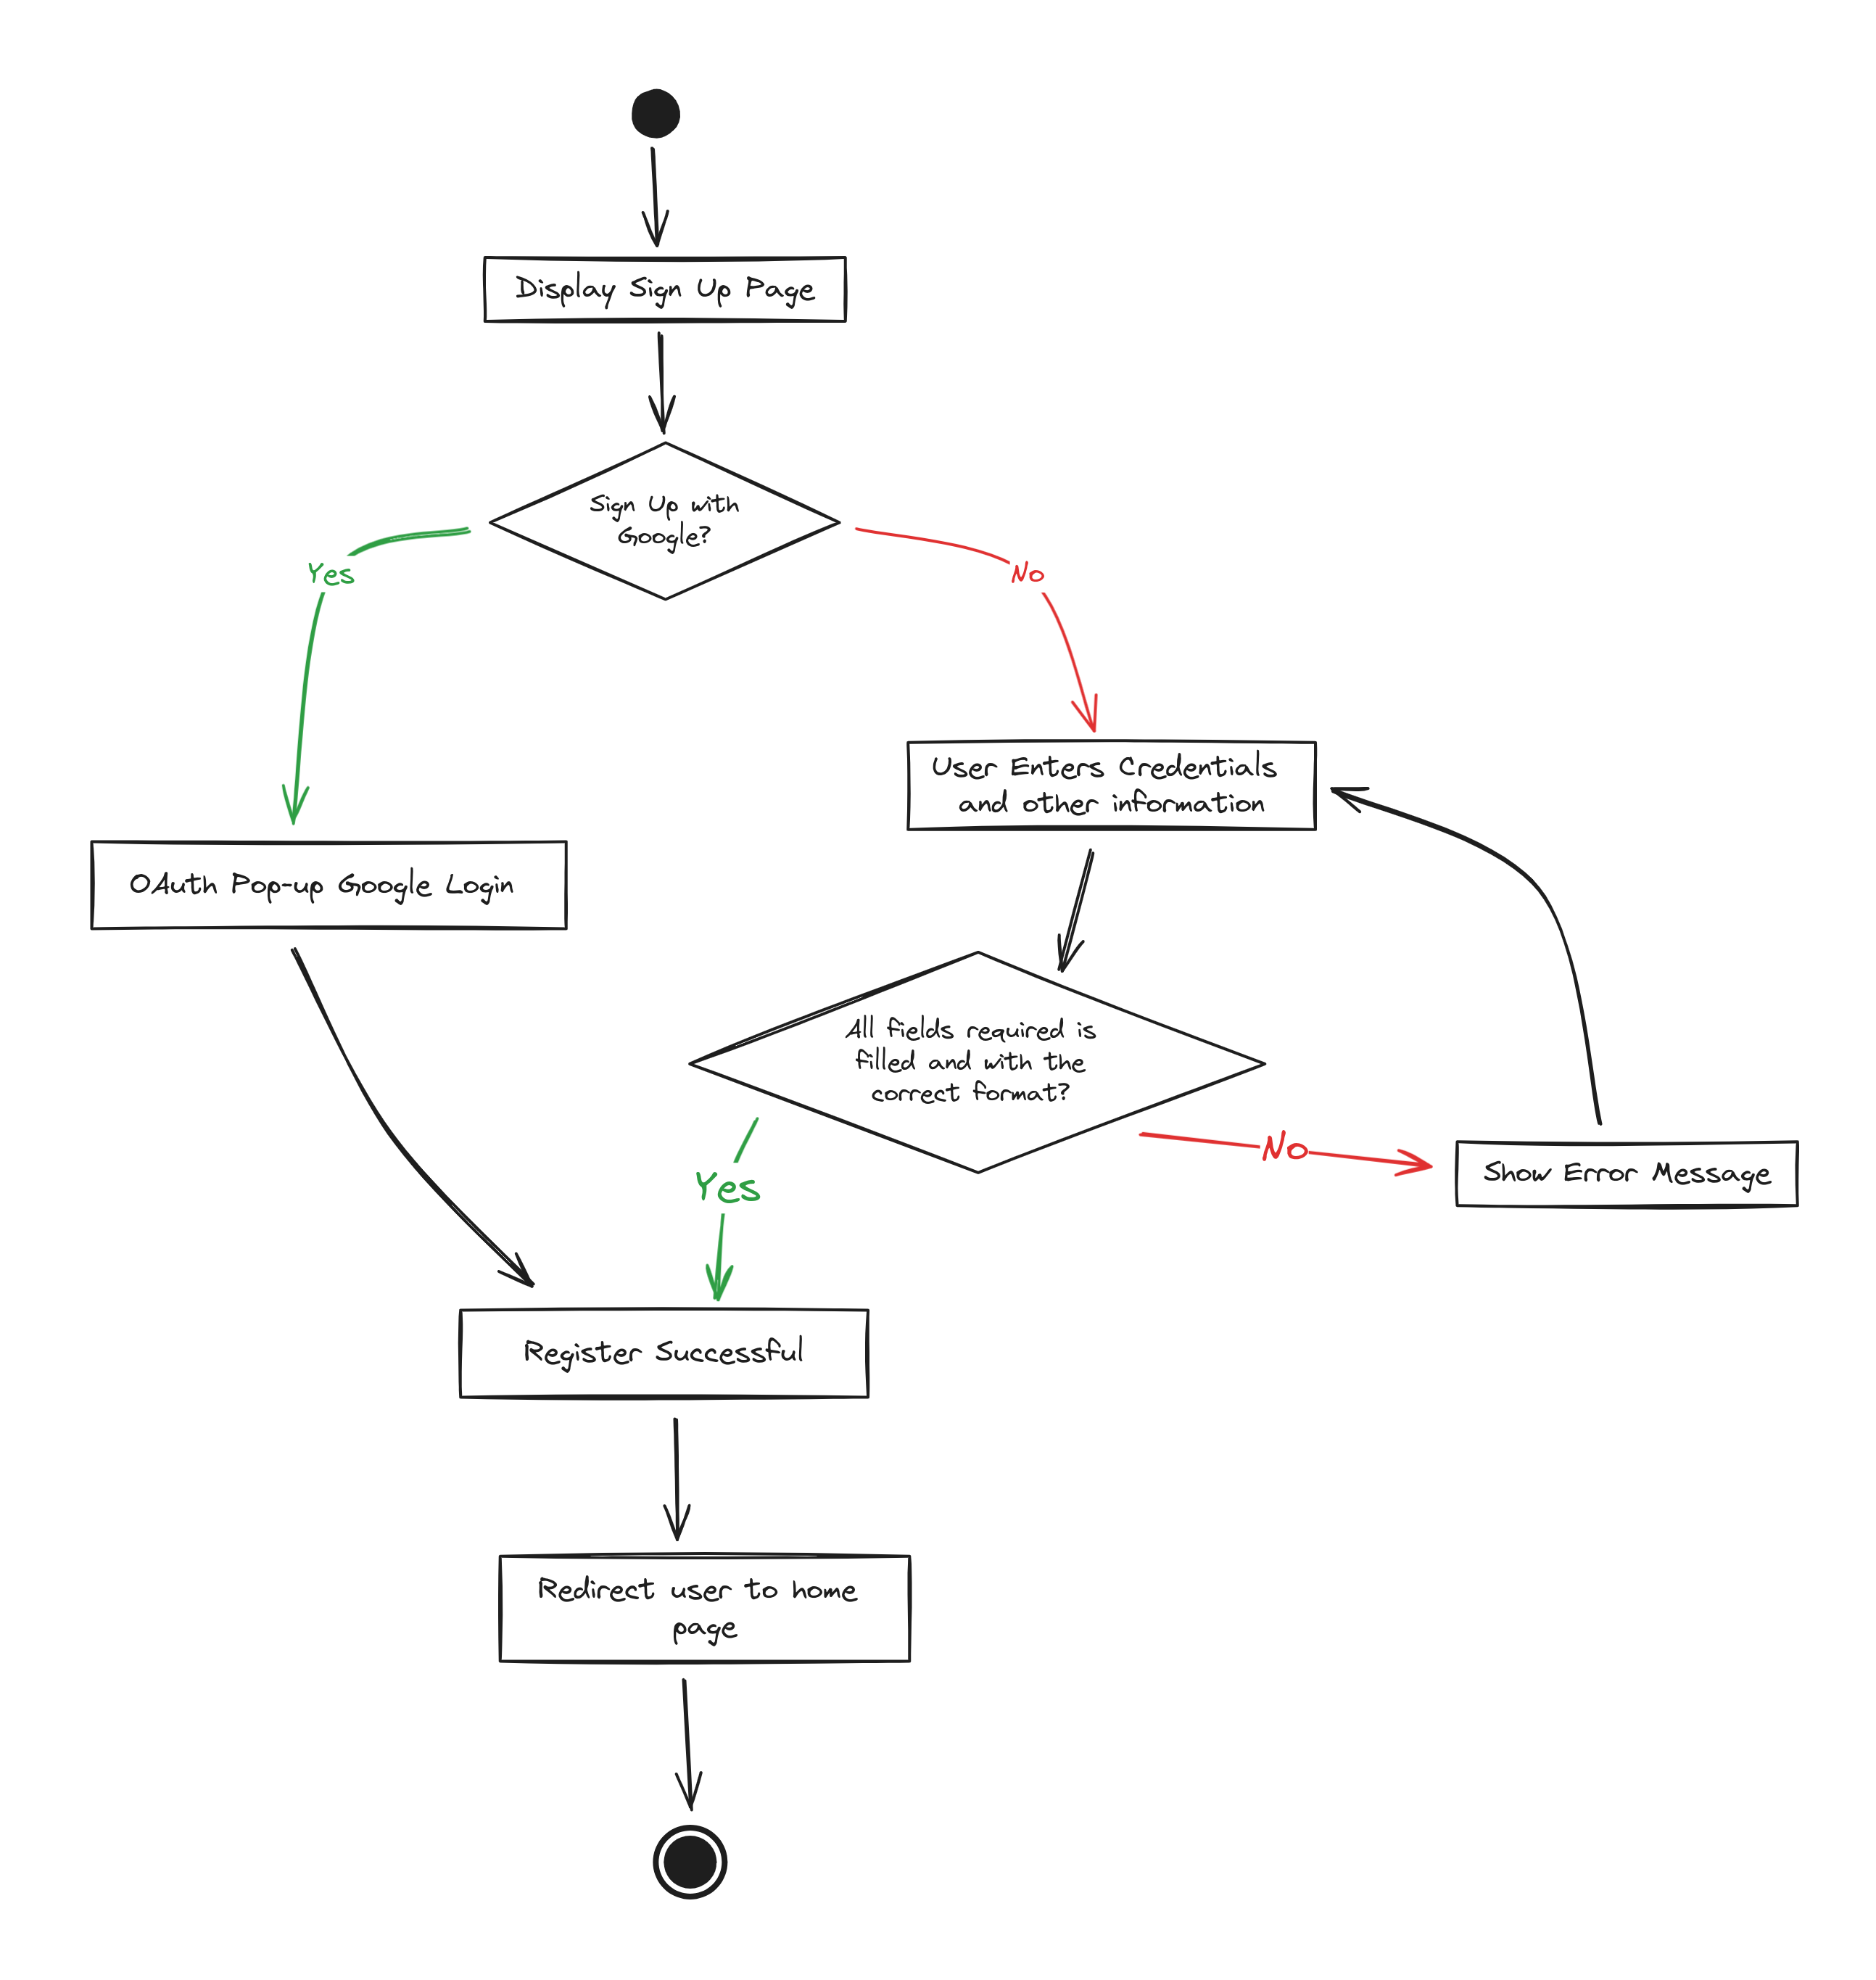 Display Sign Up Page
Sign Up with
Google?
Yes
No
User Enters Credentials
and other information
OAuth Pop-up Google Login
All fields required is
filled and with the
correct format?
No
Yes
Show Error Message
Register Successful
Redirect user to home
page